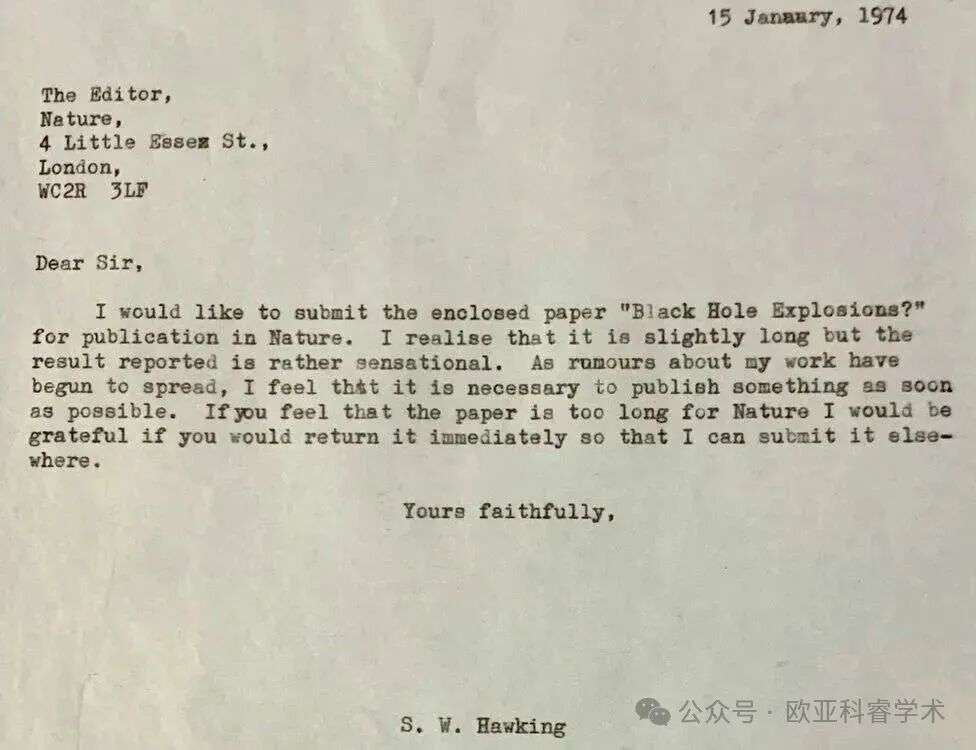 15 January, 1974
The Editor,
Nature,
4 Little Essex St.,
London,
WC2R 3LF
Dear Sir,
I would like to submit the enclosed paper "Black Hole Explosions?"
for publication in Nature. I realise that it is slightly long but the
result reported is rather sensational. As rumours about my work have
begun to spread, I feel that it is necessary to publish something as soon
as possible. If you feel that the paper is too long for Nature I would be
grateful if you would return it immediately so that I can submit it else-
where.
Yours faithfully,
S. W. Hawking
公众号 · 欧亚科睿学术